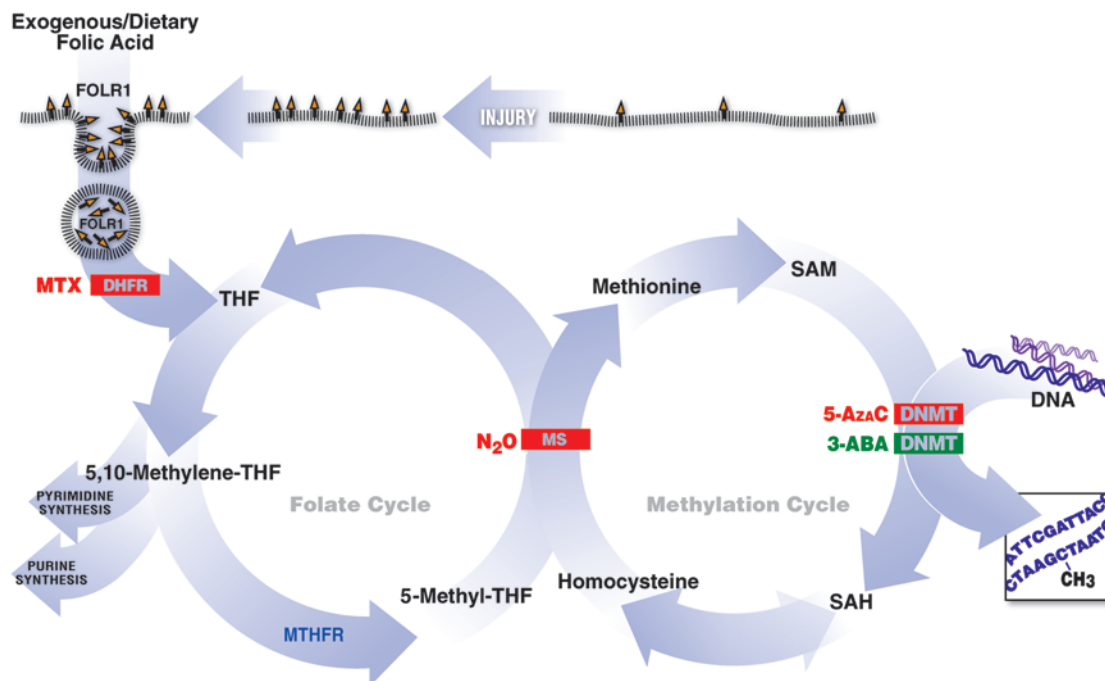 Exogenous/Dietary
Folic Acid
FOLR1
INJURY
FOLR1
MTX DHFR
THF
Methionine
SAM
DNA
5-AZAC DNMT
3-ABA DNMT
N2O MS
5,10-Methylene-THF
PYRIMIDINE
SYNTHESIS
Folate Cycle
Methylation Cycle
PURINE
SYNTHESIS
5-Methyl-THF
Homocysteine
SAH
MTHFR
ATTCGATTAC
CTAAGCTAAT
CH3